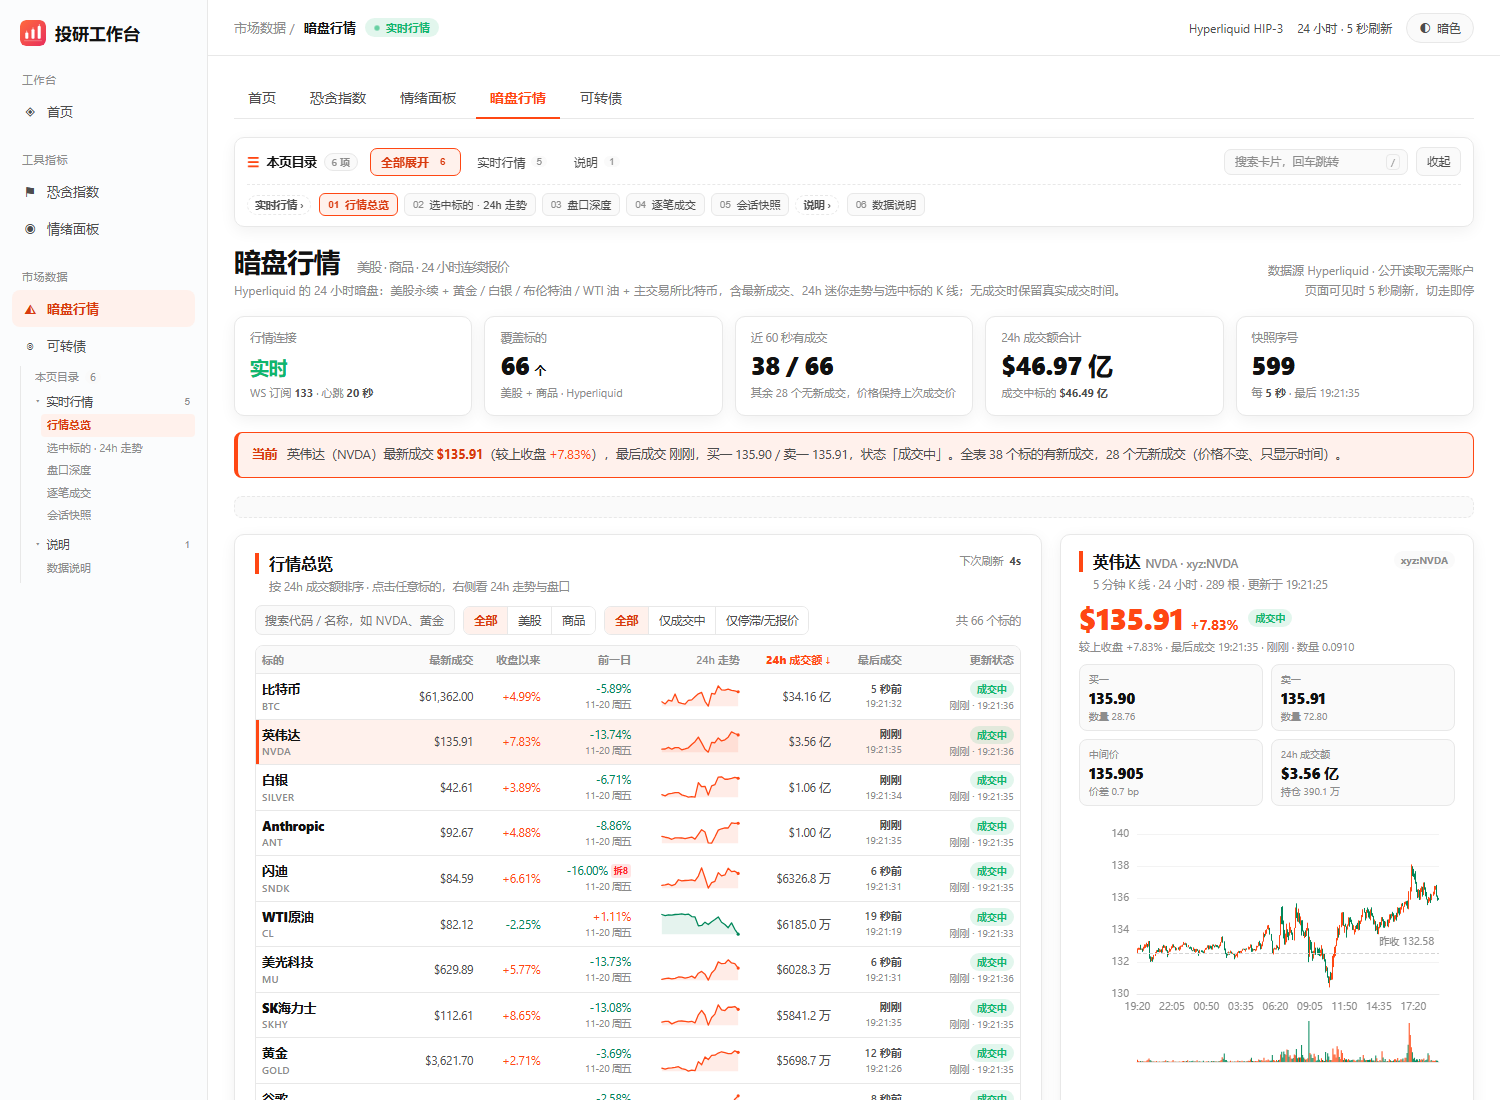 投研工作台
工作台
首页
工具指标
恐贪指数
情绪面板
市场数据
暗盘行情
可转债
本页目录 6
实时行情 5
行情总览
选中标的 · 24h 走势
盘口深度
逐笔成交
会话快照
说明 1
数据说明
市场数据 / 暗盘行情 实时行情
Hyperliquid HIP-3 24 小时 · 5 秒刷新 暗色
首页 恐贪指数 情绪面板 暗盘行情 可转债
本页目录 6 项 全部展开 6 实时行情 5 说明 1
搜索卡片，回车跳转 / 收起
实时行情 › 01 行情总览 02 选中标的 · 24h 走势 03 盘口深度 04 逐笔成交 05 会话快照 说明 › 06 数据说明
暗盘行情 美股 · 商品 · 24 小时连续报价
Hyperliquid 的 24 小时暗盘：美股永续 + 黄金 / 白银 / 布伦特油 / WTI 油 + 主交易所比特币，含最新成交、24h 迷你走势与选中标的 K 线；无成交时保留真实成交时间。
数据源 Hyperliquid · 公开读取无需账户
页面可见时 5 秒刷新，切走即停
行情连接
实时
WS 订阅 133 · 心跳 20 秒
覆盖标的
66 个
美股 + 商品 · Hyperliquid
近 60 秒有成交
38 / 66
其余 28 个无新成交，价格保持上次成交价
24h 成交额合计
$46.97 亿
成交中标的 $46.49 亿
快照序号
599
每 5 秒 · 最后 19:21:35
当前 英伟达（NVDA）最新成交 $135.91（较上收盘 +7.83%），最后成交 刚刚，买一 135.90 / 卖一 135.91，状态「成交中」。全表 38 个标的有新成交，28 个无新成交（价格不变、只显示时间）。
行情总览 下次刷新 4s
按 24h 成交额排序 · 点击任意标的，右侧看 24h 走势与盘口
搜索代码 / 名称，如 NVDA、黄金 全部 美股 商品 全部 仅成交中 仅停滞/无报价 共 66 个标的
标的 最新成交 收盘以来 前一日 24h 走势 24h 成交额 ↓ 最后成交 更新状态
比特币 $61,362.00 +4.99% -5.89% $34.16 亿 5 秒前 成交中
BTC 11-20 周五 19:21:32 刚刚 · 19:21:36
英伟达 $135.91 +7.83% -13.74% $3.56 亿 刚刚 成交中
NVDA 11-20 周五 19:21:35 刚刚 · 19:21:36
白银 $42.61 +3.89% -6.71% $1.06 亿 刚刚 成交中
SILVER 11-20 周五 19:21:34 刚刚 · 19:21:35
Anthropic $92.67 +4.88% -8.86% $1.00 亿 刚刚 成交中
ANT 11-20 周五 19:21:35 刚刚 · 19:21:35
闪迪 $84.59 +6.61% -16.00% 拆8 $6326.8 万 6 秒前 成交中
SNDK 11-20 周五 19:21:31 刚刚 · 19:21:35
WTI原油 $82.12 -2.25% +1.11% $6185.0 万 19 秒前 成交中
CL 11-20 周五 19:21:19 刚刚 · 19:21:33
美光科技 $629.89 +5.77% -13.73% $6028.3 万 6 秒前 成交中
MU 11-20 周五 19:21:31 刚刚 · 19:21:36
SK海力士 $112.61 +8.65% -13.08% $5841.2 万 刚刚 成交中
SKHY 11-20 周五 19:21:35 刚刚 · 19:21:35
黄金 $3,621.70 +2.71% -3.69% $5698.7 万 12 秒前 成交中
GOLD 11-20 周五 19:21:26 刚刚 · 19:21:35
谷歌 -2.58% 8 秒前 成交中
英伟达 NVDA · xyz:NVDA xyz:NVDA
5 分钟 K 线 · 24 小时 · 289 根 · 更新于 19:21:25
$135.91 +7.83% 成交中
较上收盘 +7.83% · 最后成交 19:21:35 · 刚刚 · 数量 0.0910
买一
135.90
数量 28.76
卖一
135.91
数量 72.80
中间价
135.905
价差 0.7 bp
24h 成交额
$3.56 亿
持仓 390.1 万
140
138
136
134
昨收 132.58
132
130
19:20 22:05 00:50 03:35 06:20 09:05 11:50 14:35 17:20